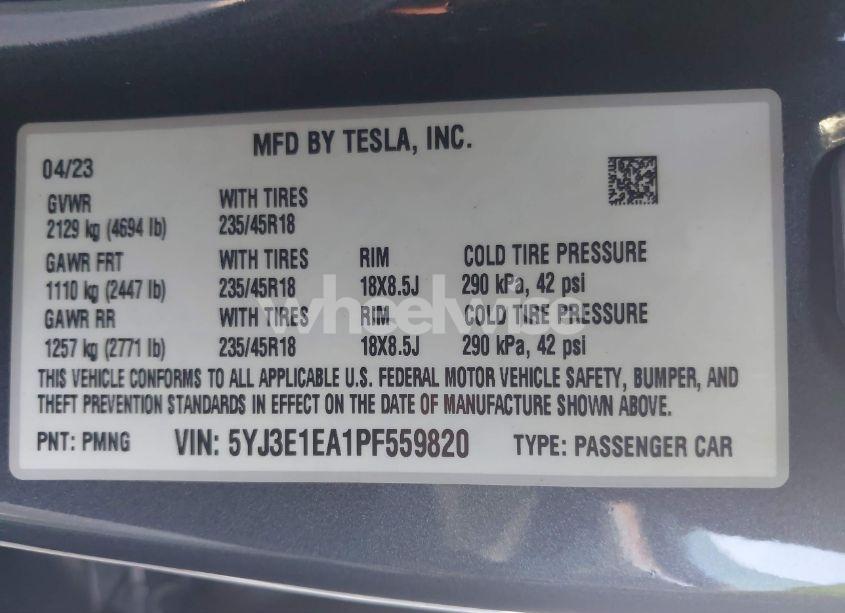 MFD BY TESLA, INC.
04/23
GVWR WITH TIRES
2129 kg (4694 lb) 235/45R18
GAWR FRT WITH TIRES RIM COLD TIRE PRESSURE
1110 kg (2447 lb) 235/45R18 18X8.5J 290 kPa, 42 psi
GAWR RR WITH TIRES RIM COLD TIRE PRESSURE
1257 kg (2771 lb) 235/45R18 18X8.5J 290 kPa, 42 psi
THIS VEHICLE CONFORMS TO ALL APPLICABLE U.S. FEDERAL MOTOR VEHICLE SAFETY, BUMPER, AND
THEFT PREVENTION STANDARDS IN EFFECT ON THE DATE OF MANUFACTURE SHOWN ABOVE.
PNT: PMNG VIN: 5YJ3E1EA1PF559820 TYPE: PASSENGER CAR
Wheelwise